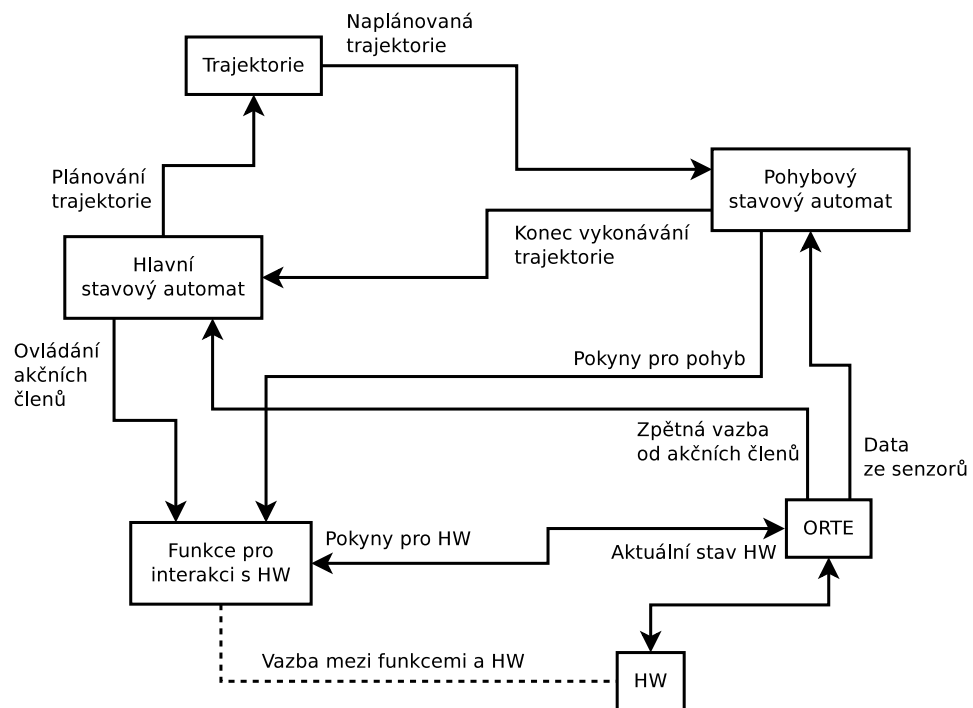 Naplánovaná
trajektorie
Trajektorie
Plánování
trajektorie
Pohybový
stavový automat
Konec vykonávání
trajektorie
Hlavní
stavový automat
Ovládání
akčních
členů
Pokyny pro pohyb
Zpětná vazba
od akčních členů
Data
ze senzorů
Funkce pro
interakci s HW
Pokyny pro HW
Aktuální stav HW
ORTE
Vazba mezi funkcemi a HW
HW